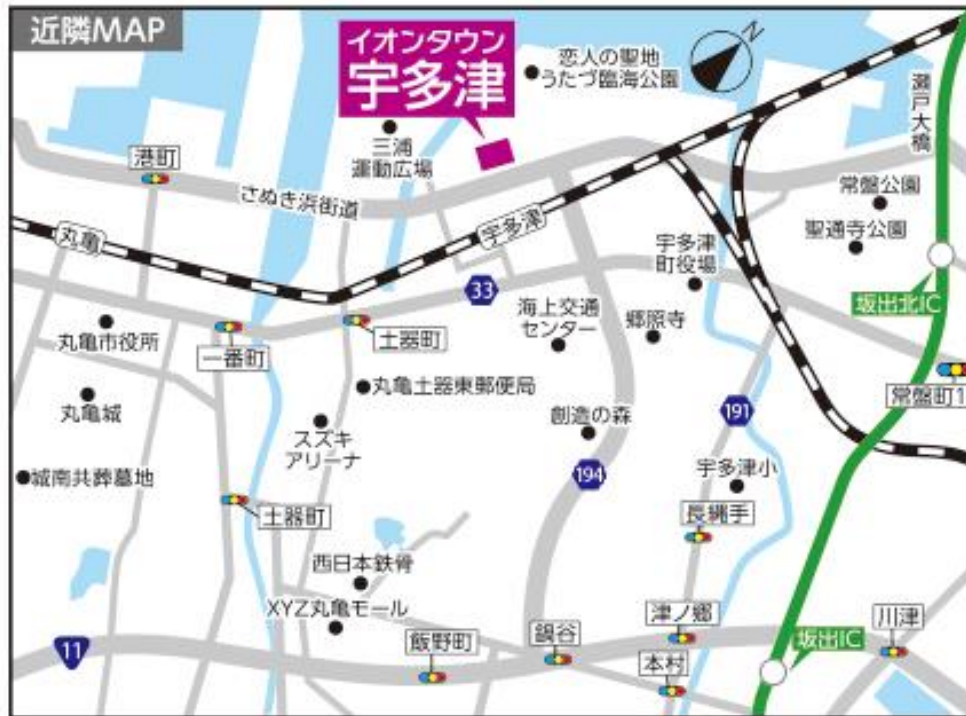 近隣MAP
イオンタウン
宇多津
N
恋人の聖地
うたづ臨海公園
瀬戸大橋
港町
三浦
運動広場
さぬき浜街道
常盤公園
聖通寺公園
丸亀
宇多津
宇多津
町役場
33
坂出北IC
丸亀市役所
一番町
土器町
海上交通
センター
郷照寺
常盤町1
丸亀城
丸亀土器東郵便局
スズキ
アリーナ
創造の森
191
城南共葬墓地
194
宇多津小
土器町
長縄手
西日本鉄骨
XYZ丸亀モール
11
飯野町
鍋谷
津ノ郷
本村
坂出IC
川津